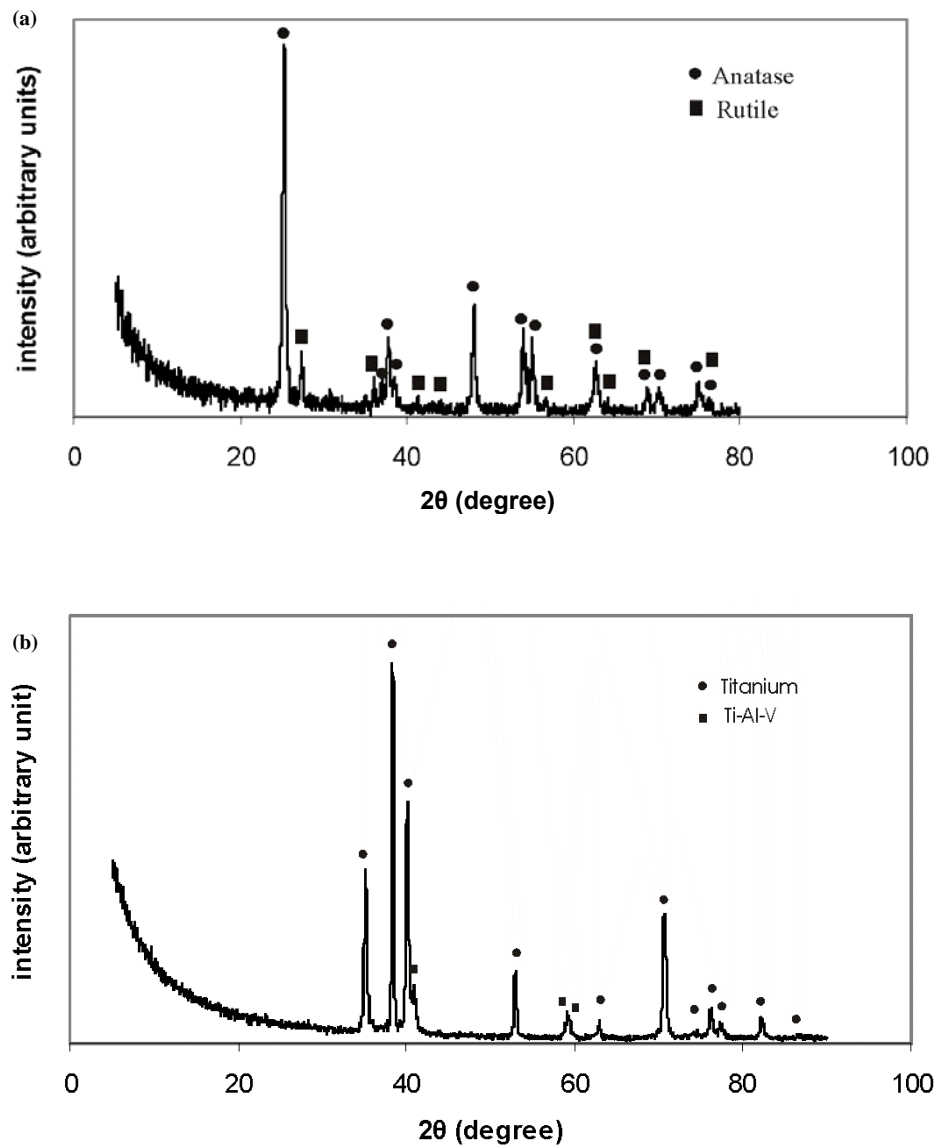 (a)
intensity (arbitrary units)
Anatase
Rutile
0 20 40 60 80 100
2θ (degree)
(b)
intensity (arbitrary unit)
Titanium
Ti-Al-V
0 20 40 60 80 100
2θ (degree)